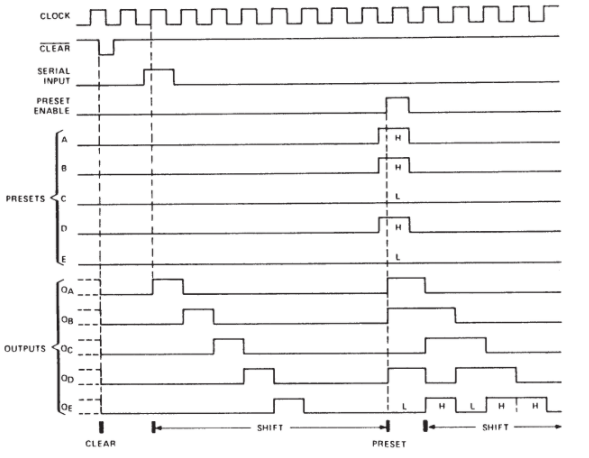 CLOCK
CLEAR
SERIAL
INPUT
PRESET
ENABLE
A
H
B
H
PRESETS
C
L
D
H
E
L
QA
QB
OUTPUTS
QC
QD
QE
L
H
L
H
H
SHIFT
SHIFT
CLEAR
PRESET